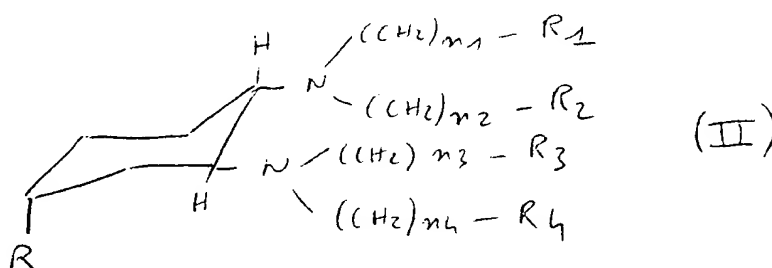 H
N ((CH2)n1 - R1
((CH2)n2 - R2
(II)
N ((CH2) n3 - R3
H
((CH2)n4 - R4
R